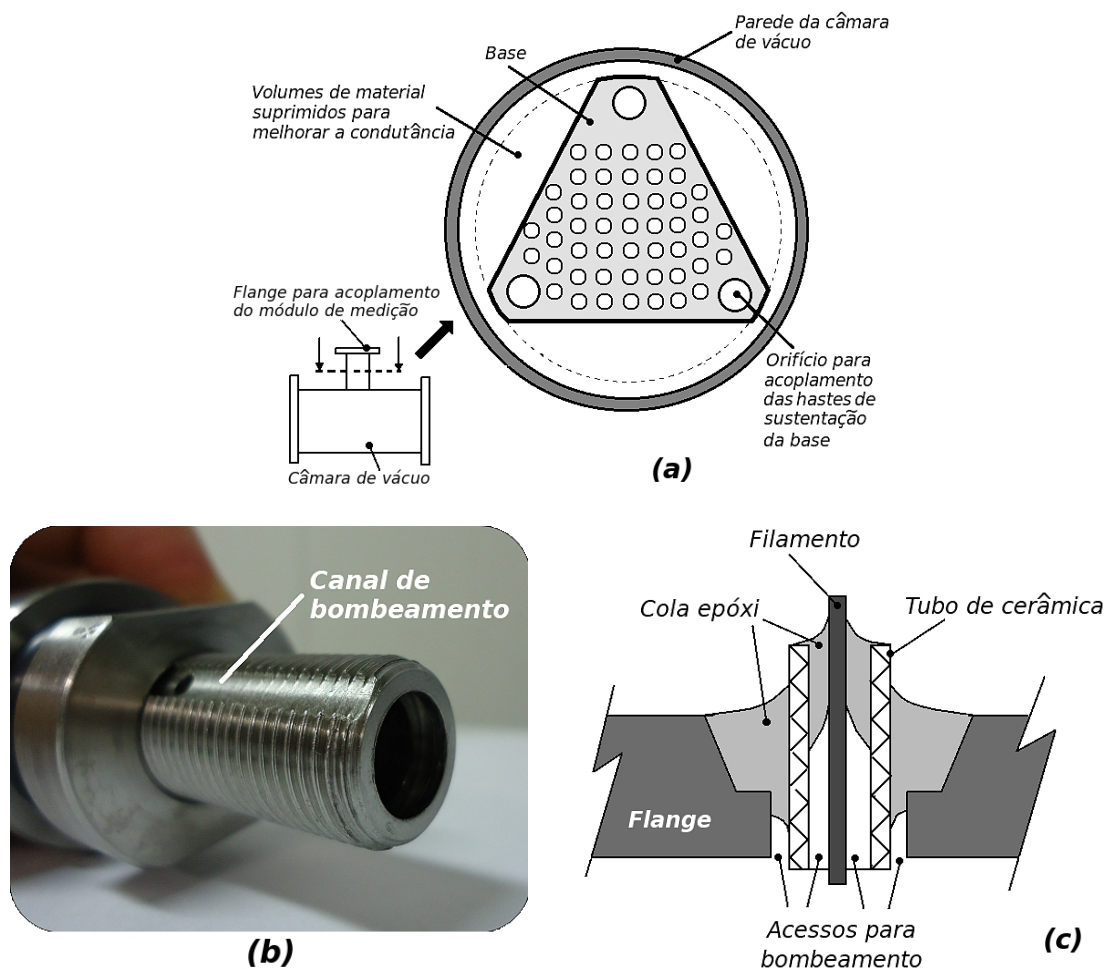 Parede da câmara
de vácuo
Base
Volumes de material
suprimidos para
melhorar a condutância
Flange para acoplamento
do módulo de medição
Orifício para
acoplamento
das hastes de
sustentação
da base
Câmara de vácuo
(a)
Canal de
bombeamento
(b)
Filamento
Cola epóxi
Tubo de cerâmica
Flange
Acessos para
bombeamento
(c)